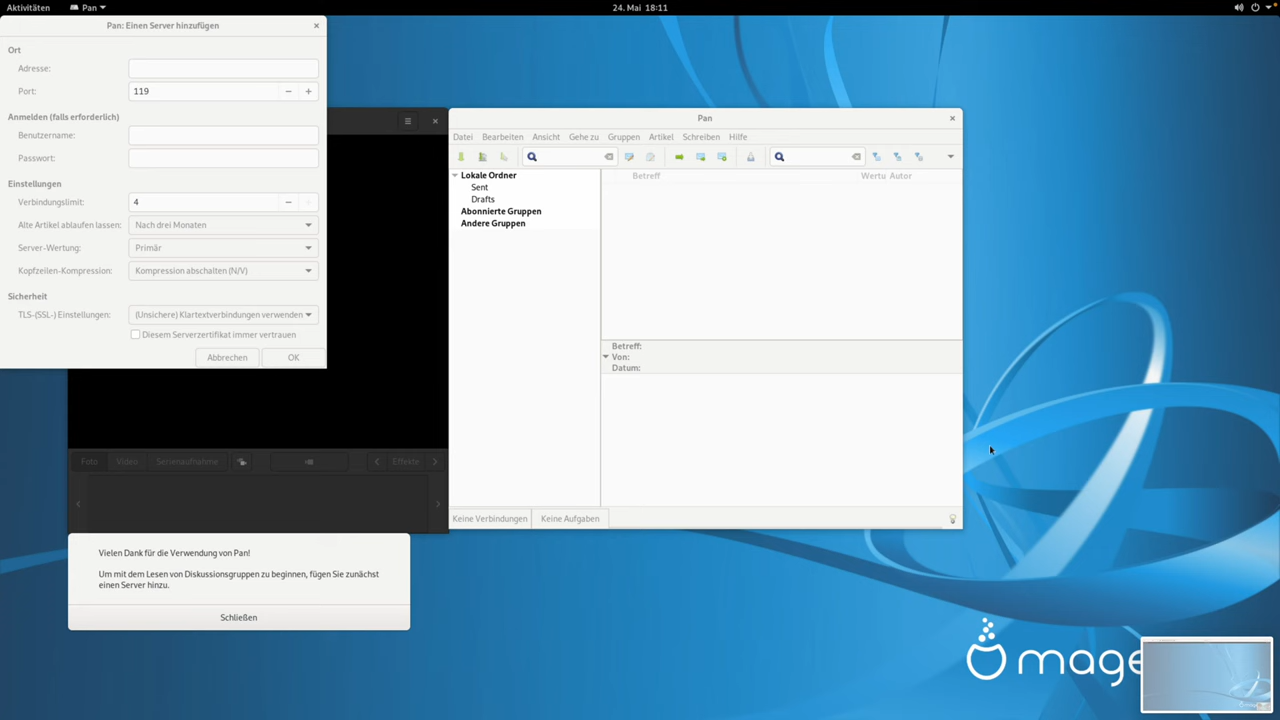 Aktivitäten
Pan
24. Mai 18:11
Pan: Einen Server hinzufügen
Ort
Adresse:
Port: 119
Anmelden (falls erforderlich)
Benutzername:
Passwort:
Einstellungen
Verbindungslimit: 4
Alte Artikel ablaufen lassen: Nach drei Monaten
Server-Wertung: Primär
Kopfzeilen-Kompression: Kompression abschalten (N/V)
Sicherheit
TLS-(SSL-) Einstellungen: (Unsichere) Klartextverbindungen verwenden
Diesem Serverzertifikat immer vertrauen
Abbrechen
OK
Foto
Video
Serienaufnahme
Effekte
Pan
Datei Bearbeiten Ansicht Gehe zu Gruppen Artikel Schreiben Hilfe
Lokale Ordner
Sent
Drafts
Abonnierte Gruppen
Andere Gruppen
Betreff
Wertu Autor
Betreff:
Von:
Datum:
Keine Verbindungen
Keine Aufgaben
Vielen Dank für die Verwendung von Pan!
Um mit dem Lesen von Diskussionsgruppen zu beginnen, fügen Sie zunächst
einen Server hinzu.
Schließen
mage